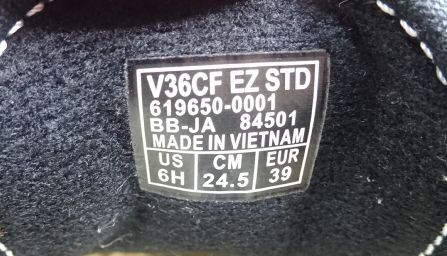 V36CF EZ STD
619650-0001
BB-JA 84501
MADE IN VIETNAM
US CM EUR
6H 24.5 39